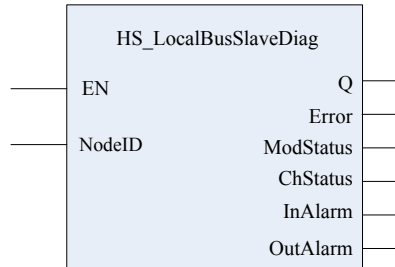 HS_LocalBusSlaveDiag
EN
Q
Error
NodeID
ModStatus
ChStatus
InAlarm
OutAlarm